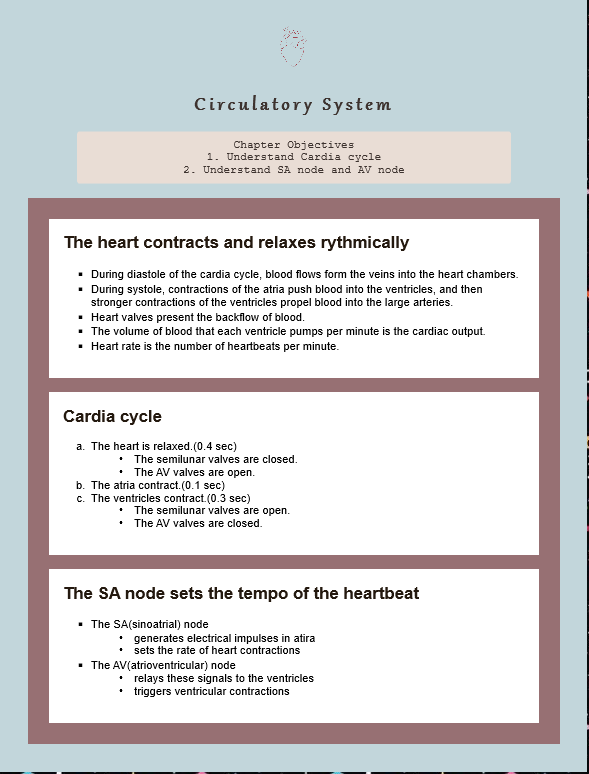 Circulatory System
Chapter Objectives
1. Understand Cardia cycle
2. Understand SA node and AV node
The heart contracts and relaxes rythmically
▪ During diastole of the cardia cycle, blood flows form the veins into the heart chambers.
▪ During systole, contractions of the atria push blood into the ventricles, and then
stronger contractions of the ventricles propel blood into the large arteries.
▪ Heart valves present the backflow of blood.
▪ The volume of blood that each ventricle pumps per minute is the cardiac output.
▪ Heart rate is the number of heartbeats per minute.
Cardia cycle
a. The heart is relaxed.(0.4 sec)
• The semilunar valves are closed.
• The AV valves are open.
b. The atria contract.(0.1 sec)
c. The ventricles contract.(0.3 sec)
• The semilunar valves are open.
• The AV valves are closed.
The SA node sets the tempo of the heartbeat
▪ The SA(sinoatrial) node
• generates electrical impulses in atira
• sets the rate of heart contractions
▪ The AV(atrioventricular) node
• relays these signals to the ventricles
• triggers ventricular contractions